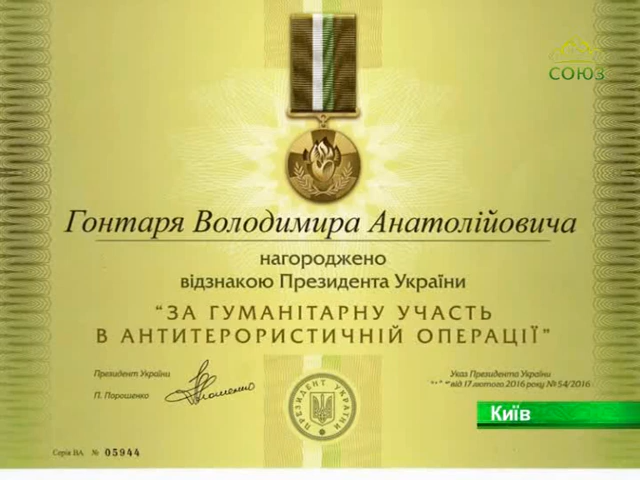 СОЮЗ
Гонтаря Володимира Анатолійовича
нагороджено
відзнакою Президента України
“ЗА ГУМАНІТАРНУ УЧАСТЬ
В АНТИТЕРОРИСТИЧНІЙ ОПЕРАЦІЇ”
Президент України
П. Порошенко
Указ Президента України
від 17 лютого 2016 року № 54/2016
ПРЕЗИДЕНТ УКРАЇНИ
Київ
Серія ВА № 05944